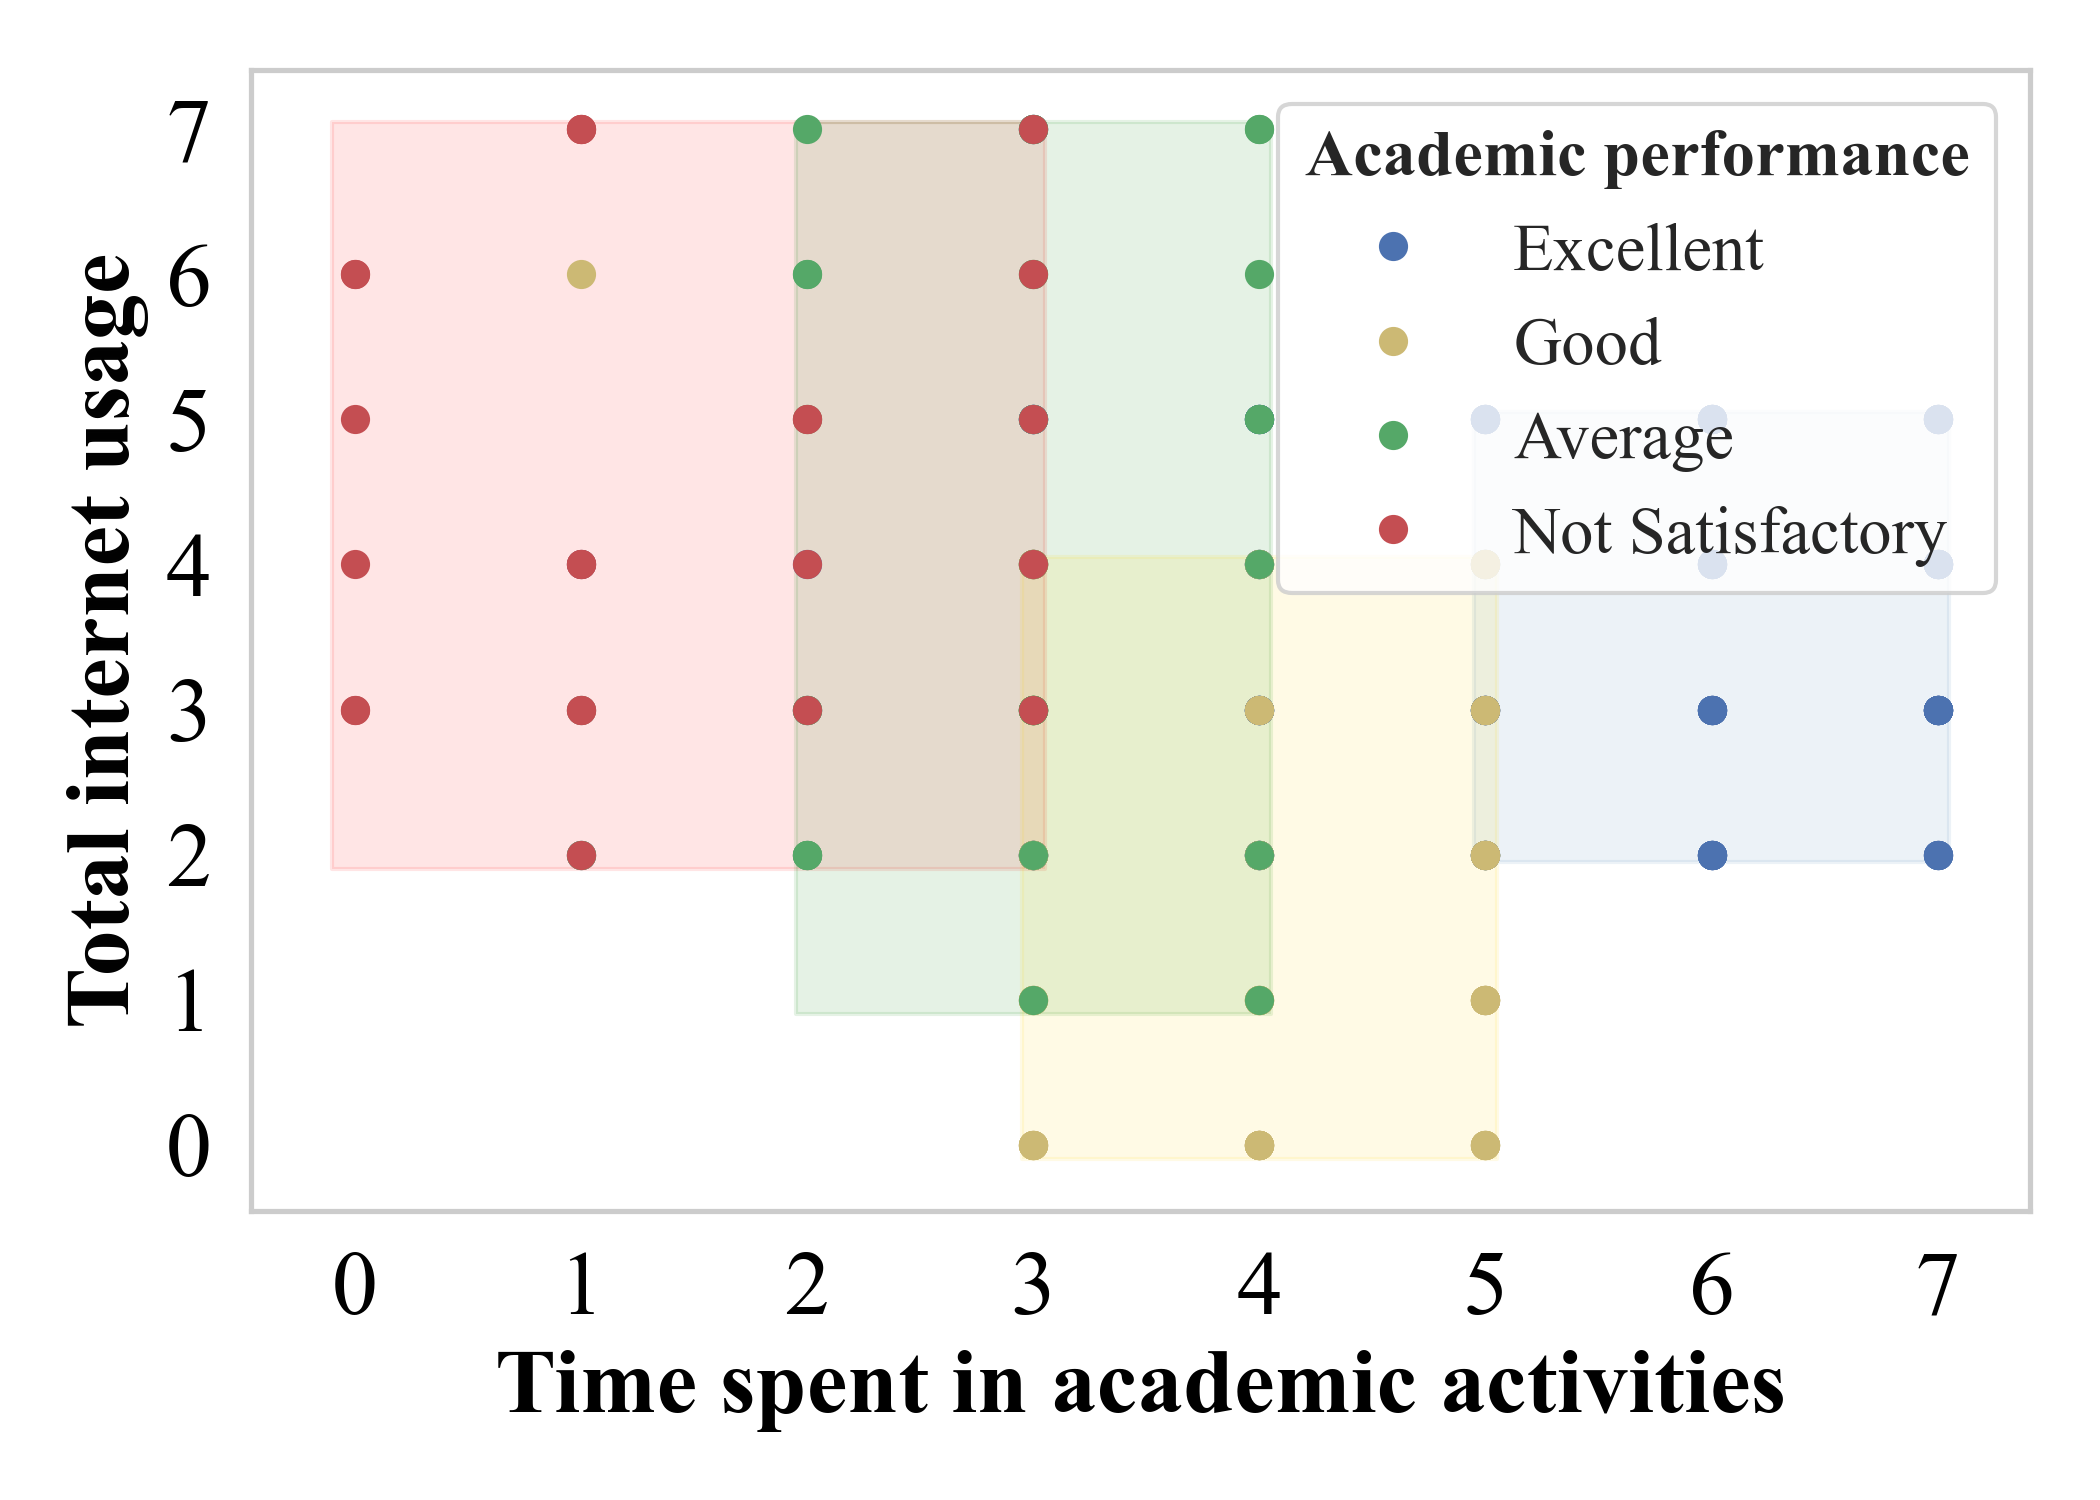 Total internet usage
7
6
5
4
3
2
1
0
Academic performance
Excellent
Good
Average
Not Satisfactory
0 1 2 3 4 5 6 7
Time spent in academic activities